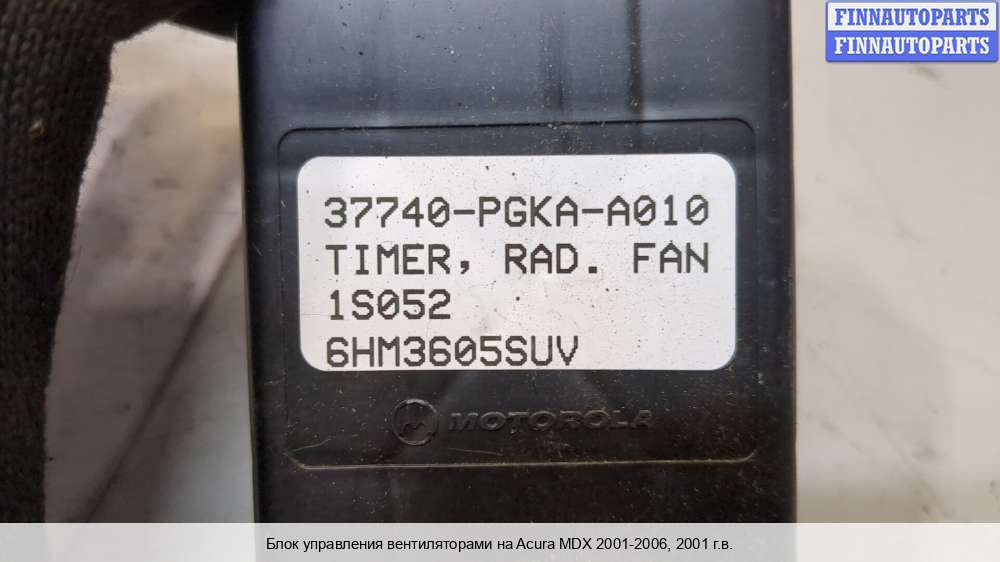 FINNAUTOPARTS
FINNAUTOPARTS
37740-PGKA-A010
TIMER, RAD. FAN
1S052
6HM3605SUV
MOTOROLA
Блок управления вентиляторами на Acura MDX 2001-2006, 2001 г.в.